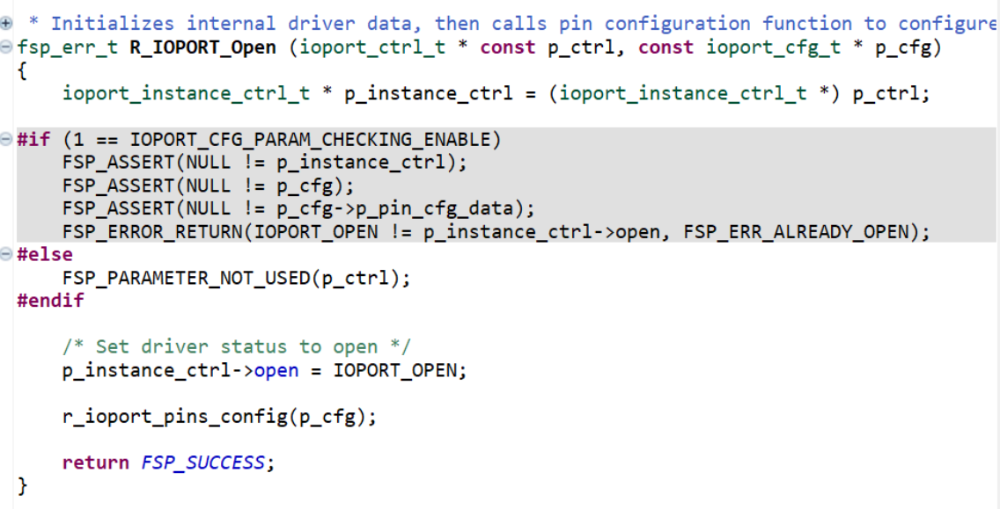 * Initializes internal driver data, then calls pin configuration function to configure
fsp_err_t R_IOPORT_Open (ioport_ctrl_t * const p_ctrl, const ioport_cfg_t * p_cfg)
{
    ioport_instance_ctrl_t * p_instance_ctrl = (ioport_instance_ctrl_t *) p_ctrl;
#if (1 == IOPORT_CFG_PARAM_CHECKING_ENABLE)
    FSP_ASSERT(NULL != p_instance_ctrl);
    FSP_ASSERT(NULL != p_cfg);
    FSP_ASSERT(NULL != p_cfg->p_pin_cfg_data);
    FSP_ERROR_RETURN(IOPORT_OPEN != p_instance_ctrl->open, FSP_ERR_ALREADY_OPEN);
#else
    FSP_PARAMETER_NOT_USED(p_ctrl);
#endif
    /* Set driver status to open */
    p_instance_ctrl->open = IOPORT_OPEN;
    r_ioport_pins_config(p_cfg);
    return FSP_SUCCESS;
}